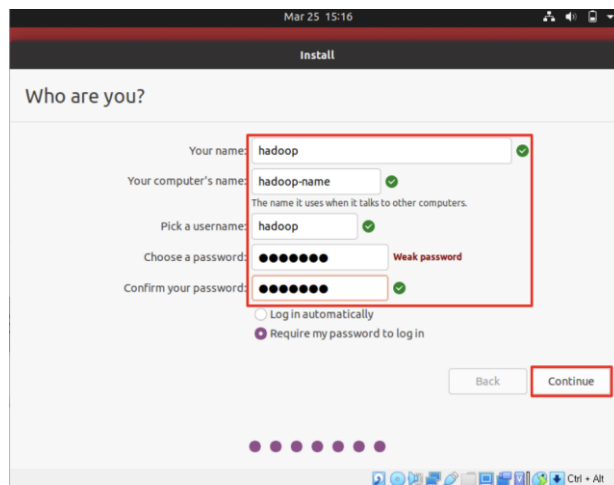 Mar 25 15:16
Install
Who are you?
Your name: hadoop
Your computer's name: hadoop-name
The name it uses when it talks to other computers.
Pick a username: hadoop
Choose a password: ●●●●●●● Weak password
Confirm your password: ●●●●●●●
Log in automatically
Require my password to log in
Back Continue
Ctrl + Alt